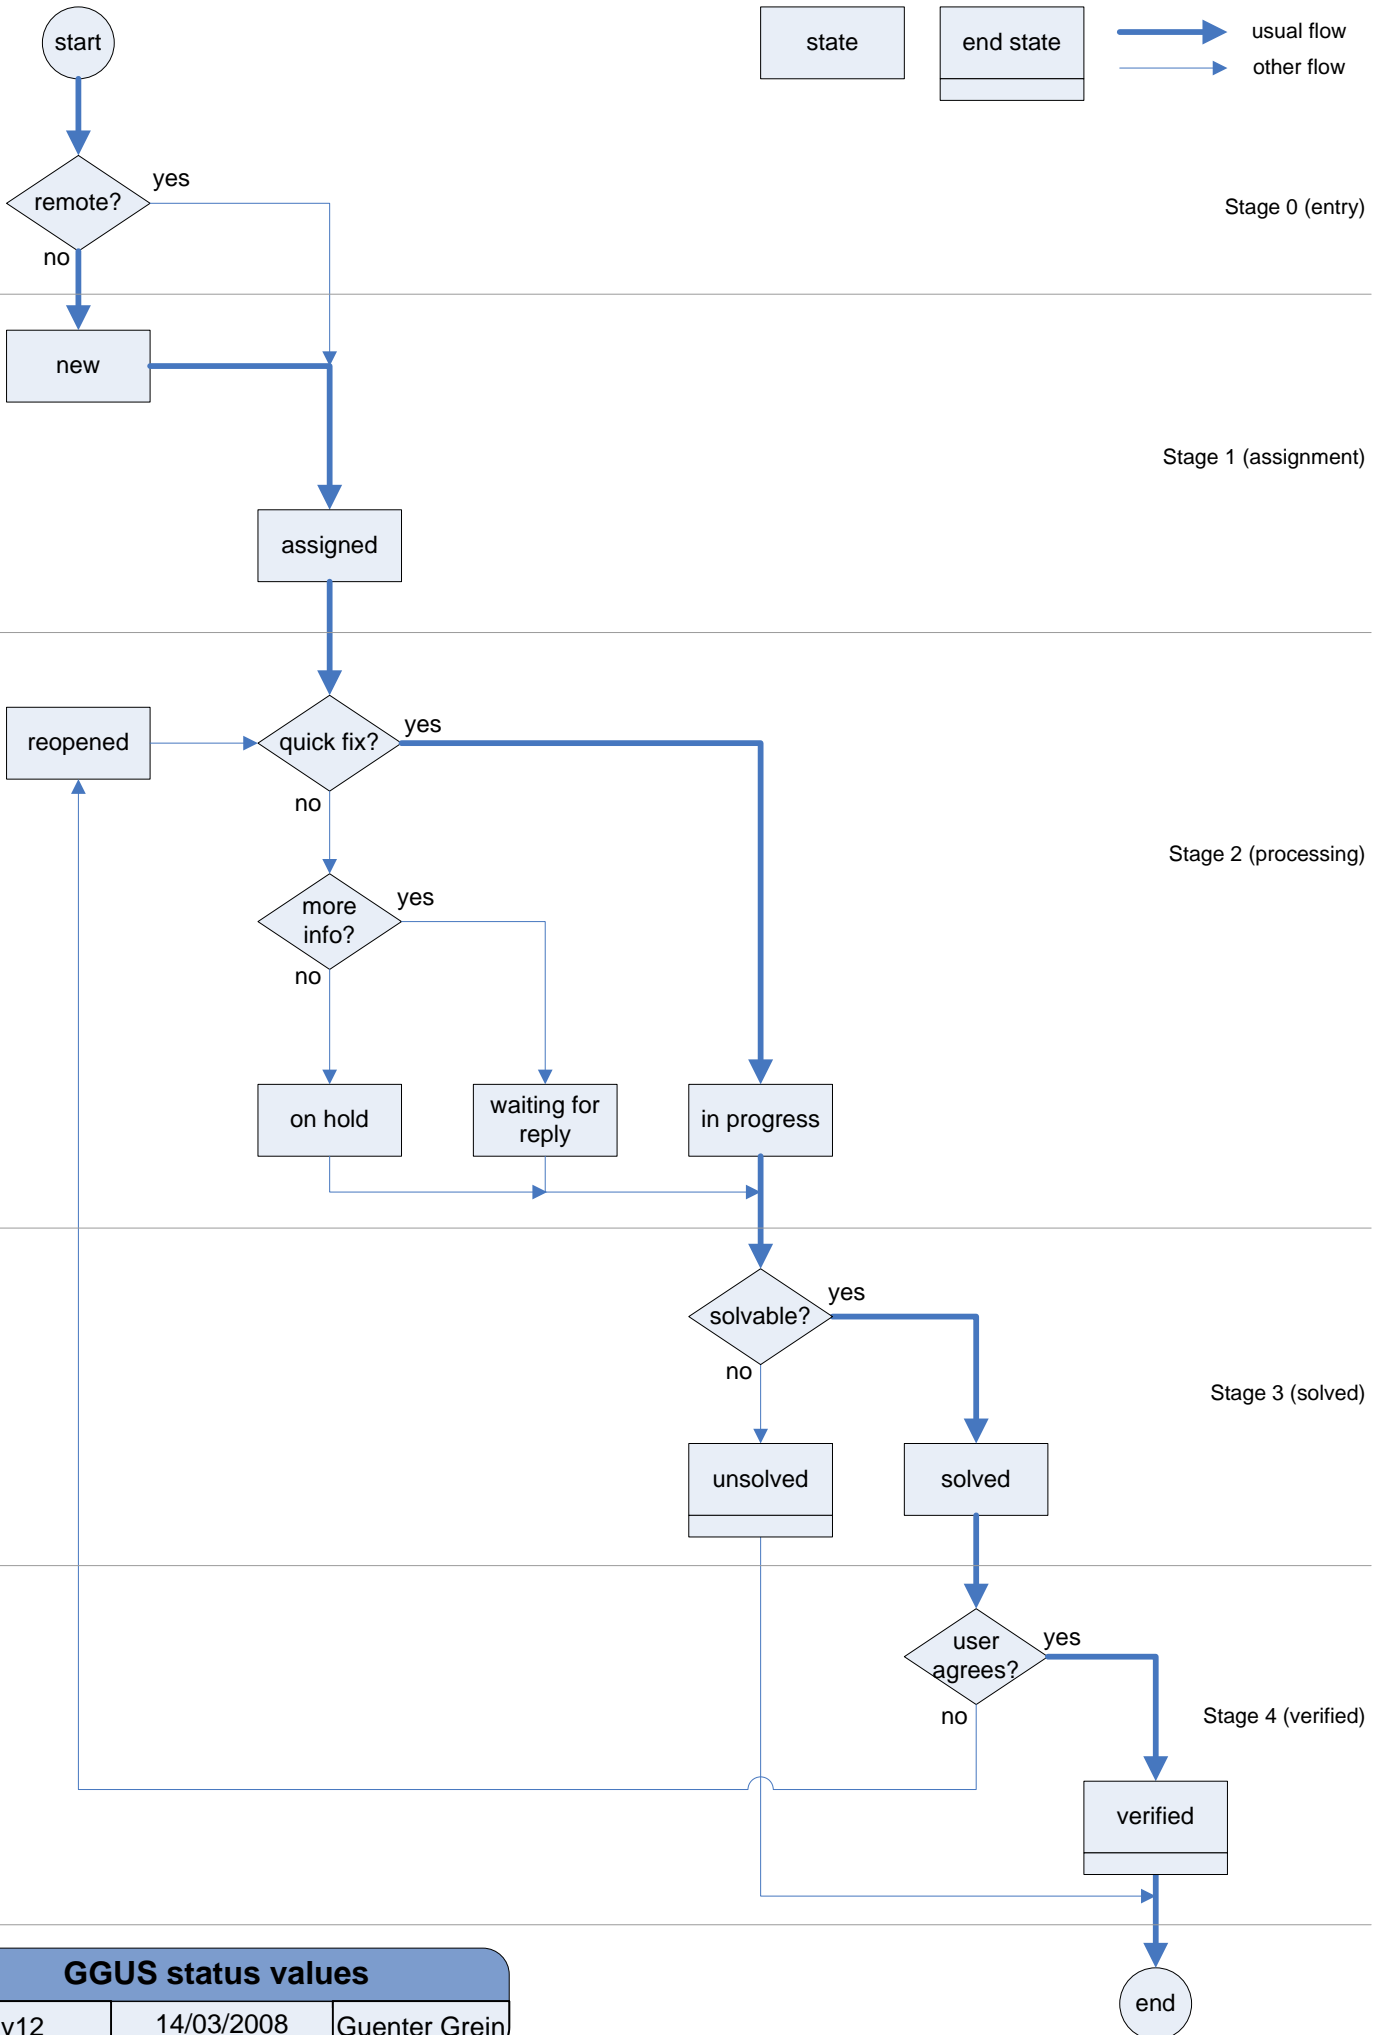 start
state
end state
usual flow
other flow
remote?
yes
no
Stage 0 (entry)
new
Stage 1 (assignment)
assigned
reopened
quick fix?
yes
no
Stage 2 (processing)
more
info?
yes
no
on hold
waiting for
reply
in progress
solvable?
yes
no
Stage 3 (solved)
unsolved
solved
user
agrees?
yes
no
Stage 4 (verified)
verified
GGUS status values
v12
14/03/2008
Guenter Grein
end